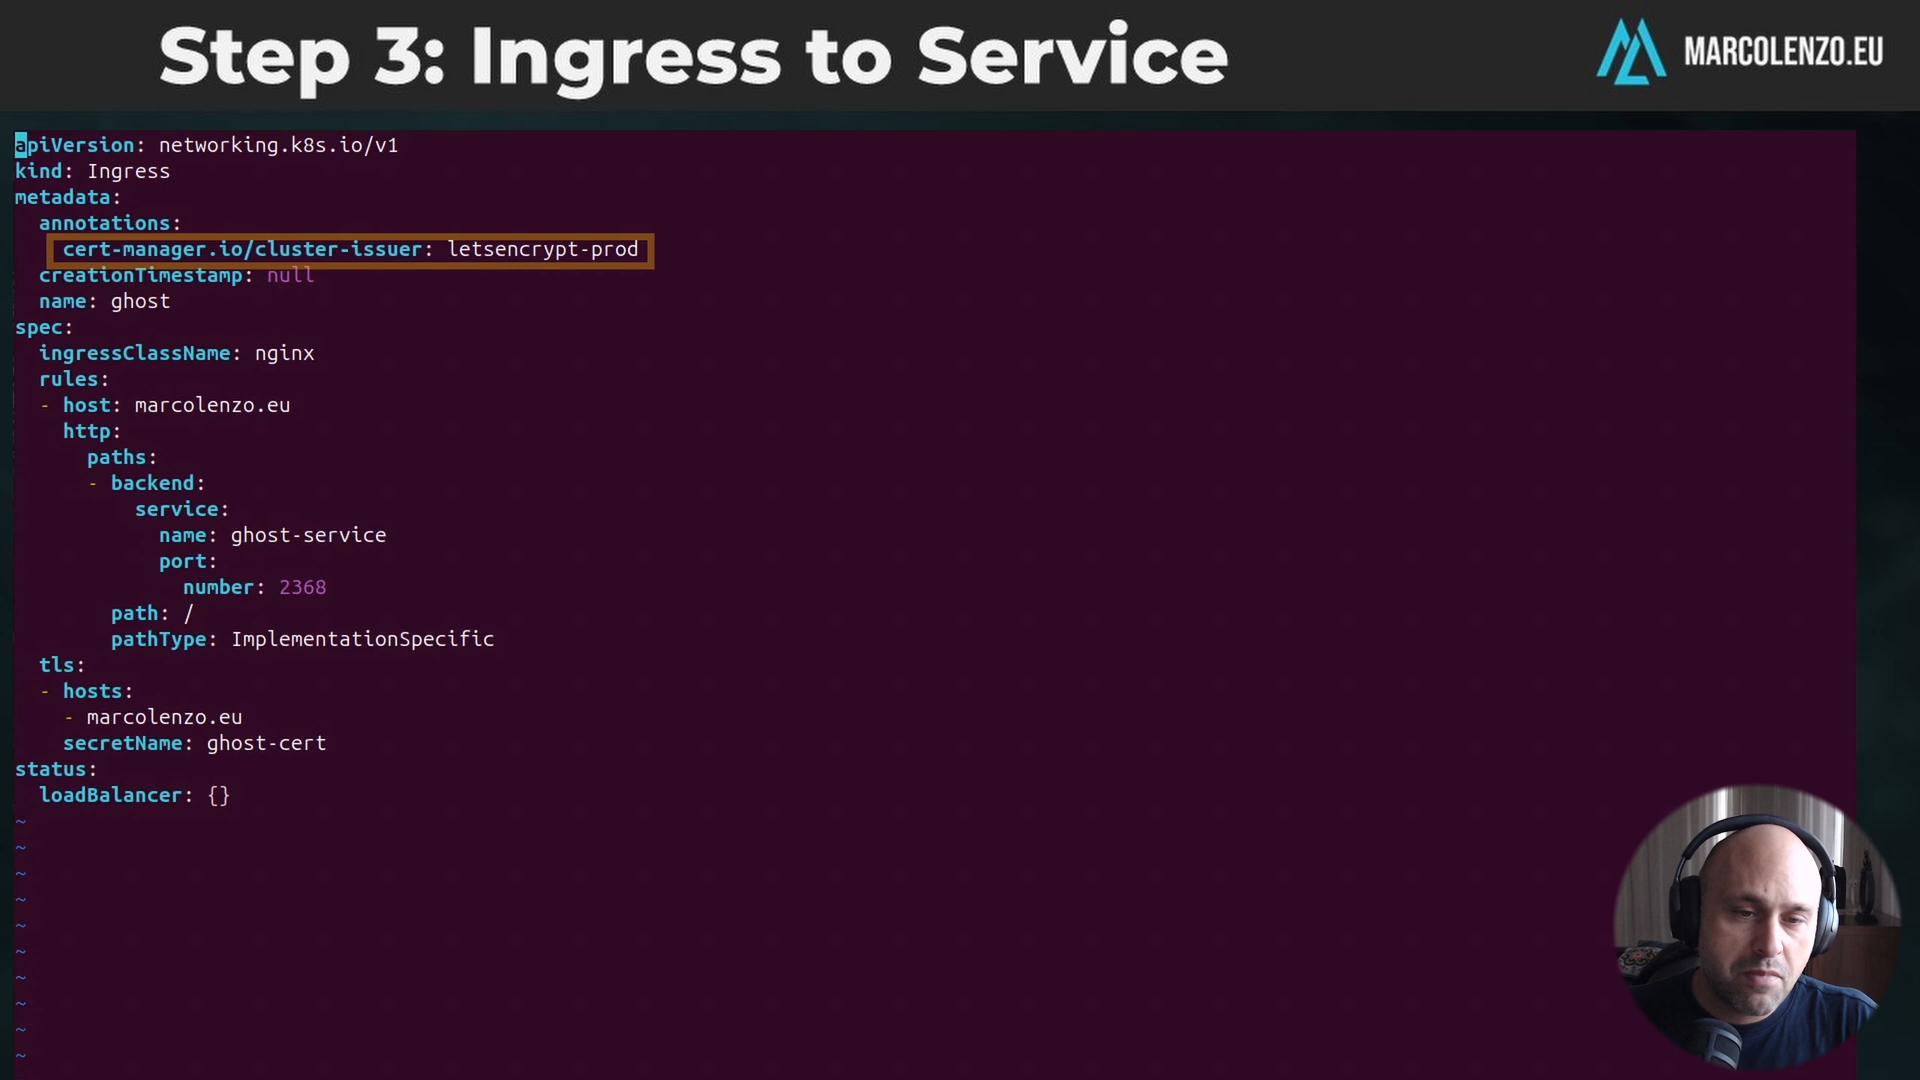 Step 3: Ingress to Service
MARCOLENZO.EU
apiVersion: networking.k8s.io/v1
kind: Ingress
metadata:
  annotations:
    cert-manager.io/cluster-issuer: letsencrypt-prod
  creationTimestamp: null
  name: ghost
spec:
  ingressClassName: nginx
  rules:
  - host: marcolenzo.eu
    http:
      paths:
      - backend:
          service:
            name: ghost-service
            port:
              number: 2368
        path: /
        pathType: ImplementationSpecific
  tls:
  - hosts:
    - marcolenzo.eu
    secretName: ghost-cert
status:
  loadBalancer: {}
~
~
~
~
~
~
~
~
~
~